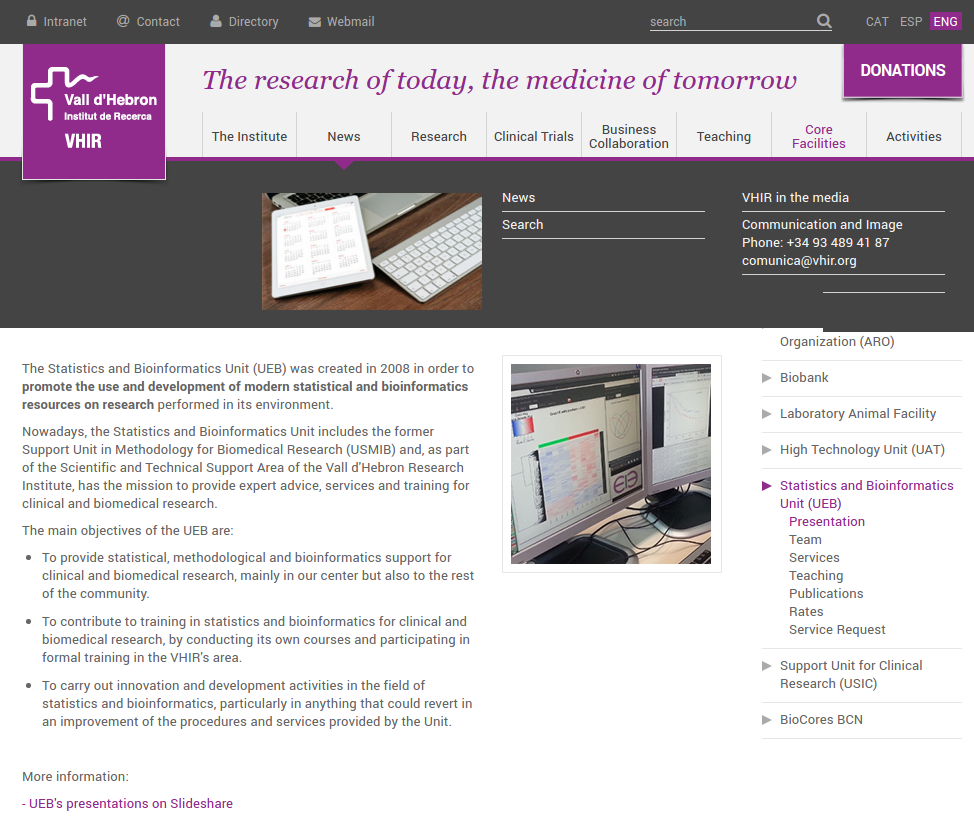 Intranet
Contact
Directory
Webmail
search
CAT ESP ENG
Vall d'Hebron
Institut de Recerca
VHIR
The research of today, the medicine of tomorrow
DONATIONS
The Institute
News
Research
Clinical Trials
Business
Collaboration
Teaching
Core
Facilities
Activities
News
Search
VHIR in the media
Communication and Image
Phone: +34 93 489 41 87
comunica@vhir.org
The Statistics and Bioinformatics Unit (UEB) was created in 2008 in order to
promote the use and development of modern statistical and bioinformatics
resources on research performed in its environment.
Nowadays, the Statistics and Bioinformatics Unit includes the former
Support Unit in Methodology for Biomedical Research (USMIB) and, as part
of the Scientific and Technical Support Area of the Vall d'Hebron Research
Institute, has the mission to provide expert advice, services and training for
clinical and biomedical research.
The main objectives of the UEB are:
To provide statistical, methodological and bioinformatics support for
clinical and biomedical research, mainly in our center but also to the rest
of the community.
To contribute to training in statistics and bioinformatics for clinical and
biomedical research, by conducting its own courses and participating in
formal training in the VHIR's area.
To carry out innovation and development activities in the field of
statistics and bioinformatics, particularly in anything that could revert in
an improvement of the procedures and services provided by the Unit.
More information:
- UEB's presentations on Slideshare
Organization (ARO)
Biobank
Laboratory Animal Facility
High Technology Unit (UAT)
Statistics and Bioinformatics
Unit (UEB)
Presentation
Team
Services
Teaching
Publications
Rates
Service Request
Support Unit for Clinical
Research (USIC)
BioCores BCN